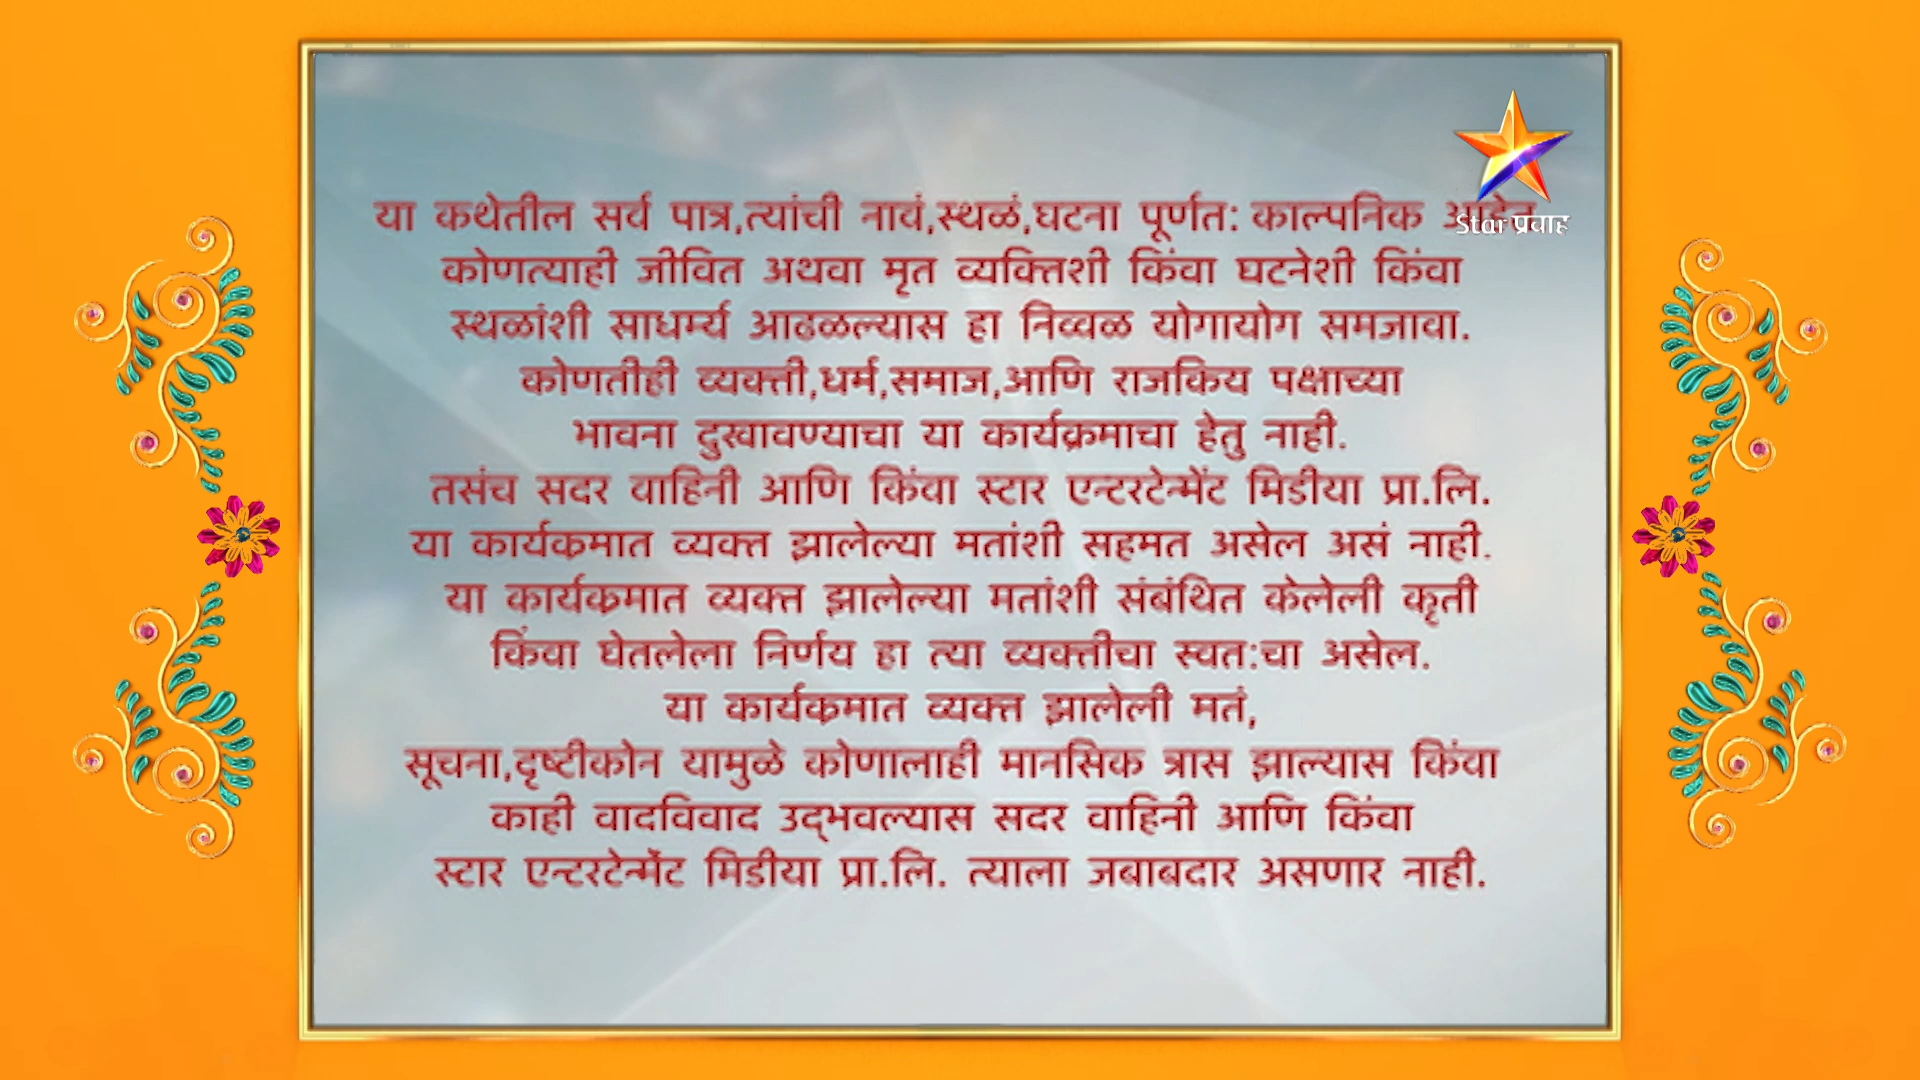 या कथेतील सर्व पात्र,त्यांची नावं,स्थळं,घटना पूर्णत: काल्पनिक
Star प्रवाह
कोणत्याही जीवित अथवा मृत व्यक्तिशी किंवा घटनेशी किंवा
स्थळांशी साधर्म्य आढळल्यास हा निव्वळ योगायोग समजावा.
कोणतीही व्यक्ती,धर्म,समाज,आणि राजकिय पक्षाच्या
भावना दुखावण्याचा या कार्यक्रमाचा हेतु नाही.
तसंच सदर वाहिनी आणि किंवा स्टार एन्टरटेन्मेंट मिडीया प्रा.लि.
या कार्यक्रमात व्यक्त झालेल्या मतांशी सहमत असेल असं नाही.
या कार्यक्रमात व्यक्त झालेल्या मतांशी संबंधित केलेली कृती
किंवा घेतलेला निर्णय हा त्या व्यक्तीचा स्वत:चा असेल.
या कार्यक्रमात व्यक्त झालेली मतं,
सूचना,दृष्टीकोन यामुळे कोणालाही मानसिक त्रास झाल्यास किंवा
काही वादविवाद उद्‌भवल्यास सदर वाहिनी आणि किंवा
स्टार एन्टरटेर्न्मेंट मिडीया प्रा.लि. त्याला जबाबदार असणार नाही.